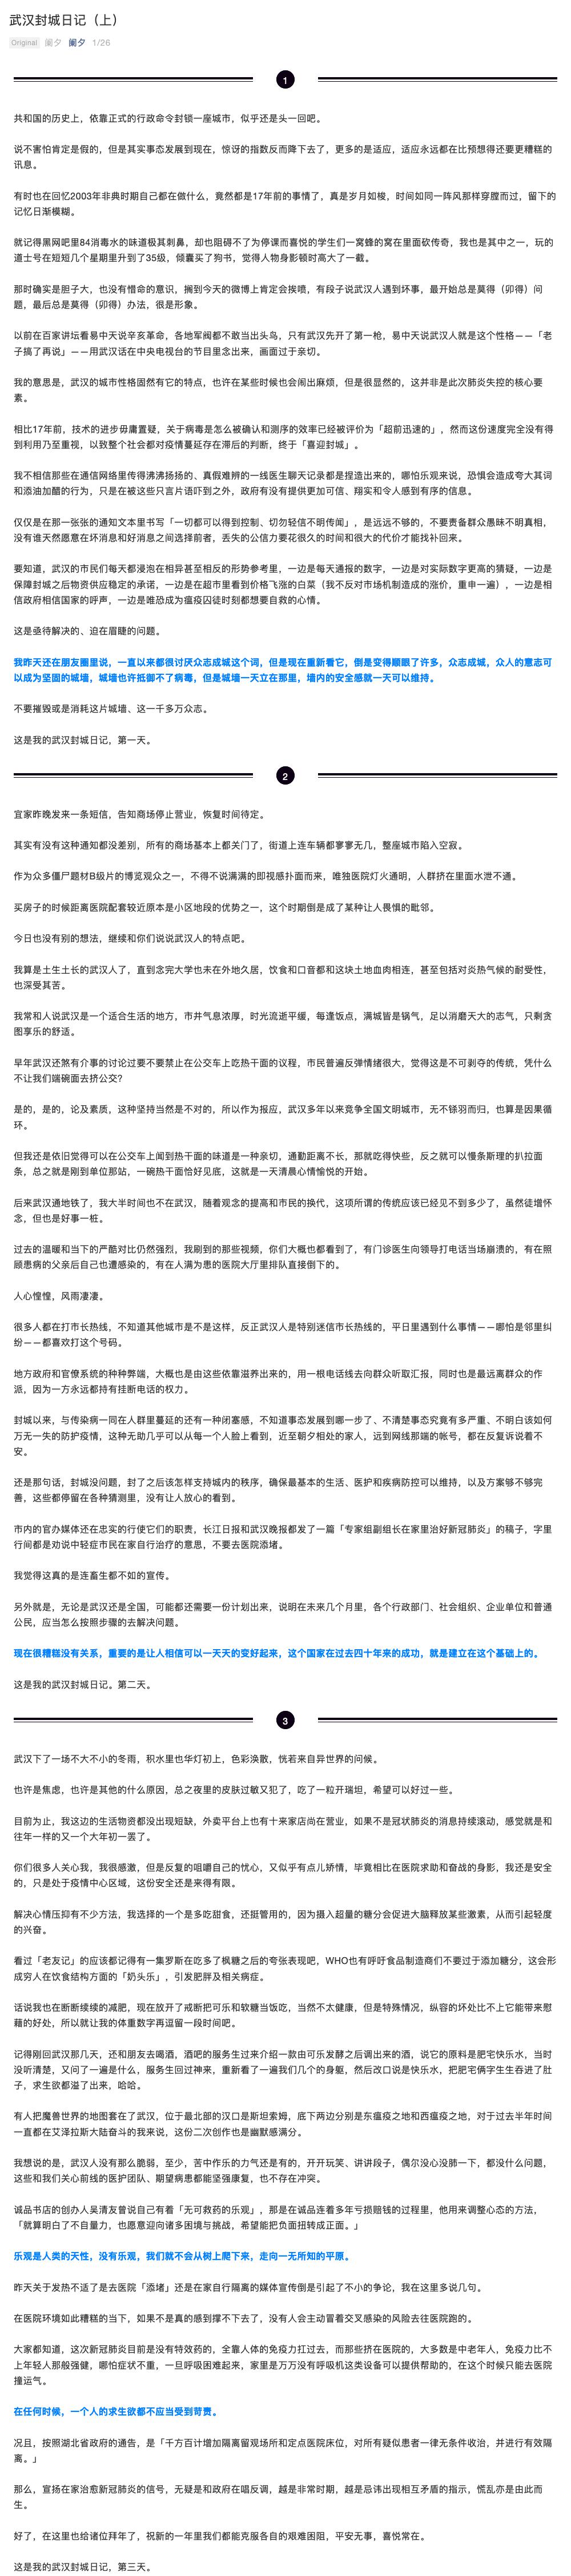 武汉封城日记（上）
Original 阑夕 阑夕 1/26
1
共和国的历史上，依靠正式的行政命令封锁一座城市，似乎还是头一回吧。
说不害怕肯定是假的，但是其实事态发展到现在，惊讶的指数反而降下去了，更多的是适应，适应永远都在比预想得还要更糟糕的
讯息。
有时也在回忆2003年非典时期自己都在做什么，竟然都是17年前的事情了，真是岁月如梭，时间如同一阵风那样穿膛而过，留下的
记忆日渐模糊。
就记得黑网吧里84消毒水的味道极其刺鼻，却也阻碍不了为停课而喜悦的学生们一窝蜂的窝在里面砍传奇，我也是其中之一，玩的
道士号在短短几个星期里升到了35级，倾囊买了狗书，觉得人物身影顿时高大了一截。
那时确实是胆子大，也没有惜命的意识，搁到今天的微博上肯定会挨喷，有段子说武汉人遇到坏事，最开始总是莫得（卯得）问
题，最后总是莫得（卯得）办法，很是形象。
以前在百家讲坛看易中天说辛亥革命，各地军阀都不敢当出头鸟，只有武汉先开了第一枪，易中天说武汉人就是这个性格——「老
子搞了再说」——用武汉话在中央电视台的节目里念出来，画面过于亲切。
我的意思是，武汉的城市性格固然有它的特点，也许在某些时候也会闹出麻烦，但是很显然的，这并非是此次肺炎失控的核心要
素。
相比17年前，技术的进步毋庸置疑，关于病毒是怎么被确认和测序的效率已经被评价为「超前迅速的」，然而这份速度完全没有得
到利用乃至重视，以致整个社会都对疫情蔓延存在滞后的判断，终于「喜迎封城」。
我不相信那些在通信网络里传得沸沸扬扬的、真假难辨的一线医生聊天记录都是捏造出来的，哪怕乐观来说，恐惧会造成夸大其词
和添油加醋的行为，只是在被这些只言片语吓到之外，政府有没有提供更加可信、翔实和令人感到有序的信息。
仅仅是在那一张张的通知文本里书写「一切都可以得到控制、切勿轻信不明传闻」，是远远不够的，不要责备群众愚昧不明真相，
没有谁天然愿意在坏消息和好消息之间选择前者，丢失的公信力要花很久的时间和很大的代价才能找补回来。
要知道，武汉的市民们每天都浸泡在相异甚至相反的形势参考里，一边是每天通报的数字，一边是对实际数字更高的猜疑，一边是
保障封城之后物资供应稳定的承诺，一边是在超市里看到价格飞涨的白菜（我不反对市场机制造成的涨价，重申一遍），一边是相
信政府相信国家的呼声，一边是唯恐成为瘟疫囚徒时刻都想要自救的心情。
这是亟待解决的、迫在眉睫的问题。
我昨天还在朋友圈里说，一直以来都很讨厌众志成城这个词，但是现在重新看它，倒是变得顺眼了许多，众志成城，众人的意志可
以成为坚固的城墙，城墙也许抵御不了病毒，但是城墙一天立在那里，墙内的安全感就一天可以维持。
不要摧毁或是消耗这片城墙、这一千多万众志。
这是我的武汉封城日记，第一天。
2
宜家昨晚发来一条短信，告知商场停止营业，恢复时间待定。
其实有没有这种通知都没差别，所有的商场基本上都关门了，街道上连车辆都寥寥无几，整座城市陷入空寂。
作为众多僵尸题材B级片的博览观众之一，不得不说满满的即视感扑面而来，唯独医院灯火通明，人群挤在里面水泄不通。
买房子的时候距离医院配套较近原本是小区地段的优势之一，这个时期倒是成了某种让人畏惧的毗邻。
今日也没有别的想法，继续和你们说说武汉人的特点吧。
我算是土生土长的武汉人了，直到念完大学也未在外地久居，饮食和口音都和这块土地血肉相连，甚至包括对炎热气候的耐受性，
也深受其苦。
我常和人说武汉是一个适合生活的地方，市井气息浓厚，时光流逝平缓，每逢饭点，满城皆是锅气，足以消磨天大的志气，只剩贪
图享乐的舒适。
早年武汉还煞有介事的讨论过要不要禁止在公交车上吃热干面的议程，市民普遍反弹情绪很大，觉得这是不可剥夺的传统，凭什么
不让我们端碗面去挤公交？
是的，是的，论及素质，这种坚持当然是不对的，所以作为报应，武汉多年以来竞争全国文明城市，无不铩羽而归，也算是因果循
环。
但我还是依旧觉得可以在公交车上闻到热干面的味道是一种亲切，通勤距离不长，那就吃得快些，反之就可以慢条斯理的扒拉面
条，总之就是刚到单位那站，一碗热干面恰好见底，这就是一天清晨心情愉悦的开始。
后来武汉通地铁了，我大半时间也不在武汉，随着观念的提高和市民的换代，这项所谓的传统应该已经见不到多少了，虽然徒增怀
念，但也是好事一桩。
过去的温暖和当下的严酷对比仍然强烈，我刷到的那些视频，你们大概也都看到了，有门诊医生向领导打电话当场崩溃的，有在照
顾患病的父亲后自己也遭感染的，有在人满为患的医院大厅里排队直接倒下的。
人心惶惶，风雨凄凄。
很多人都在打市长热线，不知道其他城市是不是这样，反正武汉人是特别迷信市长热线的，平日里遇到什么事情——哪怕是邻里纠
纷——都喜欢打这个号码。
地方政府和官僚系统的种种弊端，大概也是由这些依靠滋养出来的，用一根电话线去向群众听取汇报，同时也是最远离群众的作
派，因为一方永远都持有挂断电话的权力。
封城以来，与传染病一同在人群里蔓延的还有一种闭塞感，不知道事态发展到哪一步了、不清楚事态究竟有多严重、不明白该如何
万无一失的防护疫情，这种无助几乎可以从每一个人脸上看到，近至朝夕相处的家人，远到网线那端的帐号，都在反复诉说着不
安。
还是那句话，封城没问题，封了之后该怎样支持城内的秩序，确保最基本的生活、医护和疾病防控可以维持，以及方案够不够完
善，这些都停留在各种猜测里，没有让人放心的看到。
市内的官办媒体还在忠实的行使它们的职责，长江日报和武汉晚报都发了一篇「专家组副组长在家里治好新冠肺炎」的稿子，字里
行间都是劝说中轻症市民在家自行治疗的意思，不要去医院添堵。
我觉得这真的是连畜生都不如的宣传。
另外就是，无论是武汉还是全国，可能都还需要一份计划出来，说明在未来几个月里，各个行政部门、社会组织、企业单位和普通
公民，应当怎么按照步骤的去解决问题。
现在很糟糕没有关系，重要的是让人相信可以一天天的变好起来，这个国家在过去四十年来的成功，就是建立在这个基础上的。
这是我的武汉封城日记。第二天。
3
武汉下了一场不大不小的冬雨，积水里也华灯初上，色彩涣散，恍若来自异世界的问候。
也许是焦虑，也许是其他的什么原因，总之夜里的皮肤过敏又犯了，吃了一粒开瑞坦，希望可以好过一些。
目前为止，我这边的生活物资都没出现短缺，外卖平台上也有十来家店尚在营业，如果不是冠状肺炎的消息持续滚动，感觉就是和
往年一样的又一个大年初一罢了。
你们很多人关心我，我很感激，但是反复的咀嚼自己的忧心，又似乎有点儿矫情，毕竟相比在医院求助和奋战的身影，我还是安全
的，只是处于疫情中心区域，这份安全还是来得有限。
解决心情压抑有不少方法，我选择的一个是多吃甜食，还挺管用的，因为摄入超量的糖分会促进大脑释放某些激素，从而引起轻度
的兴奋。
看过「老友记」的应该都记得有一集罗斯在吃多了枫糖之后的夸张表现吧，WHO也有呼吁食品制造商们不要过于添加糖分，这会形
成穷人在饮食结构方面的「奶头乐」，引发肥胖及相关病症。
话说我也在断断续续的减肥，现在放开了戒断把可乐和软糖当饭吃，当然不太健康，但是特殊情况，纵容的坏处比不上它能带来慰
藉的好处，所以就让我的体重数字再逗留一段时间吧。
记得刚回武汉那几天，还和朋友去喝酒，酒吧的服务生过来介绍一款由可乐发酵之后调出来的酒，说它的原料是肥宅快乐水，当时
没听清楚，又问了一遍是什么，服务生回过神来，重新看了一遍我们几个的身躯，然后改口说是快乐水，把肥宅俩字生生吞进了肚
子，求生欲都溢了出来，哈哈。
有人把魔兽世界的地图套在了武汉，位于最北部的汉口是斯坦索姆，底下两边分别是东瘟疫之地和西瘟疫之地，对于过去半年时间
一直都在艾泽拉斯大陆奋斗的我来说，这份二次创作也是幽默感满分。
我想说的是，武汉人没有那么脆弱，至少，苦中作乐的力气还是有的，开开玩笑、讲讲段子，偶尔没心没肺一下，都没什么问题，
这些和我们关心前线的医护团队、期望病患都能坚强康复，也不存在冲突。
诚品书店的创办人吴清友曾说自己有着「无可救药的乐观」，那是在诚品连着多年亏损赔钱的过程里，他用来调整心态的方法，
「就算明白了不自量力，也愿意迎向诸多困境与挑战，希望能把负面扭转成正面。」
乐观是人类的天性，没有乐观，我们就不会从树上爬下来，走向一无所知的平原。
昨天关于发热不适了是去医院「添堵」还是在家自行隔离的媒体宣传倒是引起了不小的争论，我在这里多说几句。
在医院环境如此糟糕的当下，如果不是真的感到撑不下去了，没有人会主动冒着交叉感染的风险去往医院跑的。
大家都知道，这次新冠肺炎目前是没有特效药的，全靠人体的免疫力扛过去，而那些挤在医院的，大多数是中老年人，免疫力比不
上年轻人那般强健，哪怕症状不重，一旦呼吸困难起来，家里是万万没有呼吸机这类设备可以提供帮助的，在这个时候只能去医院
撞运气。
在任何时候，一个人的求生欲都不应当受到苛责。
况且，按照湖北省政府的通告，是「千方百计增加隔离留观场所和定点医院床位，对所有疑似患者一律无条件收治，并进行有效隔
离。」
那么，宣扬在家治愈新冠肺炎的信号，无疑是和政府在唱反调，越是非常时期，越是忌讳出现相互矛盾的指示，慌乱亦是由此而
生。
好了，在这里也给诸位拜年了，祝新的一年里我们都能克服各自的艰难困阻，平安无事，喜悦常在。
这是我的武汉封城日记，第三天。